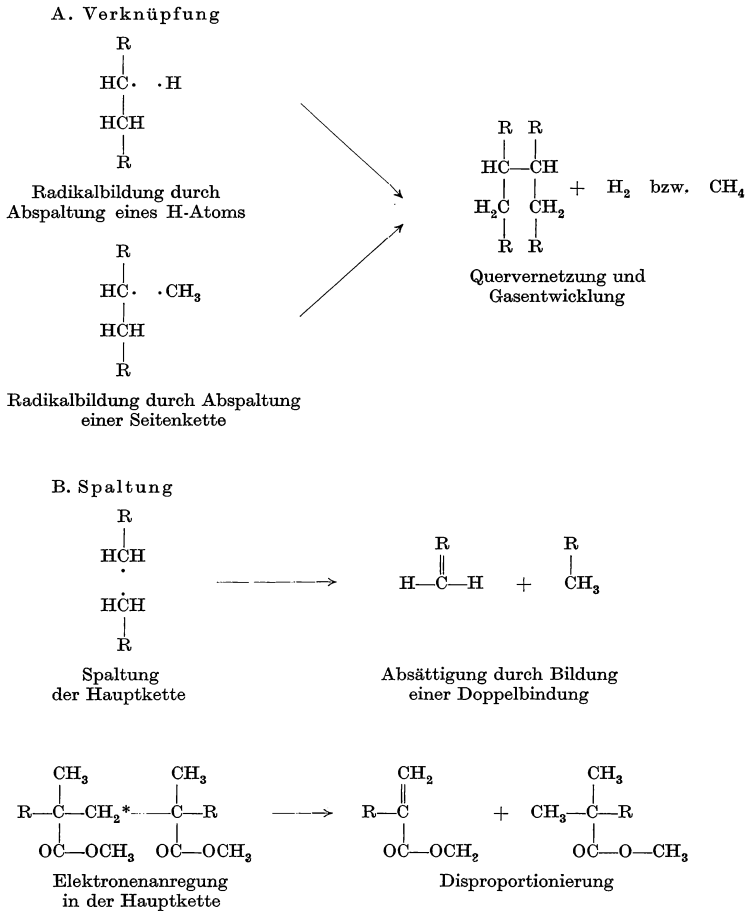 A. Verknüpfung
R
HC· ·H
HCH
R
Radikalbildung durch
Abspaltung eines H-Atoms
R
HC· ·CH₃
HCH
R
Radikalbildung durch Abspaltung
einer Seitenkette
R R
HC—CH + H₂ bzw. CH₄
H₂C CH₂
R R
Quervernetzung und
Gasentwicklung
B. Spaltung
R
HCH
·
·
HCH
R
Spaltung
der Hauptkette
R
H—C—H + CH₃
R
Absättigung durch Bildung
einer Doppelbindung
CH₃ CH₃
R—C—CH₂*—C—R
OC—OCH₃ OC—OCH₃
Elektronenanregung
in der Hauptkette
CH₂ CH₃
R—C + CH₃—C—R
OC—OCH₂ OC—O—CH₃
Disproportionierung